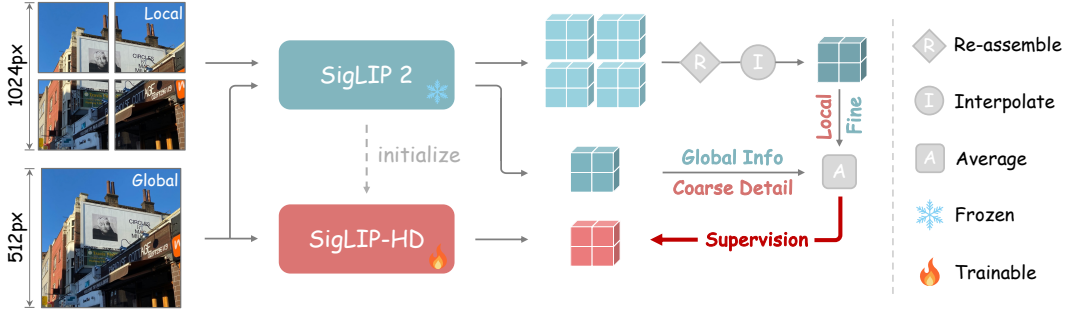 1024px
Local
SigLIP 2
R
I
Local
Fine
initialize
Global Info
Coarse Detail
A
512px
Global
SigLIP-HD
Supervision
R
Re-assemble
I
Interpolate
A
Average
Frozen
Trainable